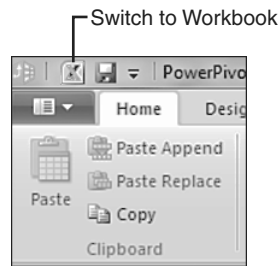 Switch to Workbook
PowerPivo
Home Desig
Paste Append
Paste Replace
Paste
Copy
Clipboard